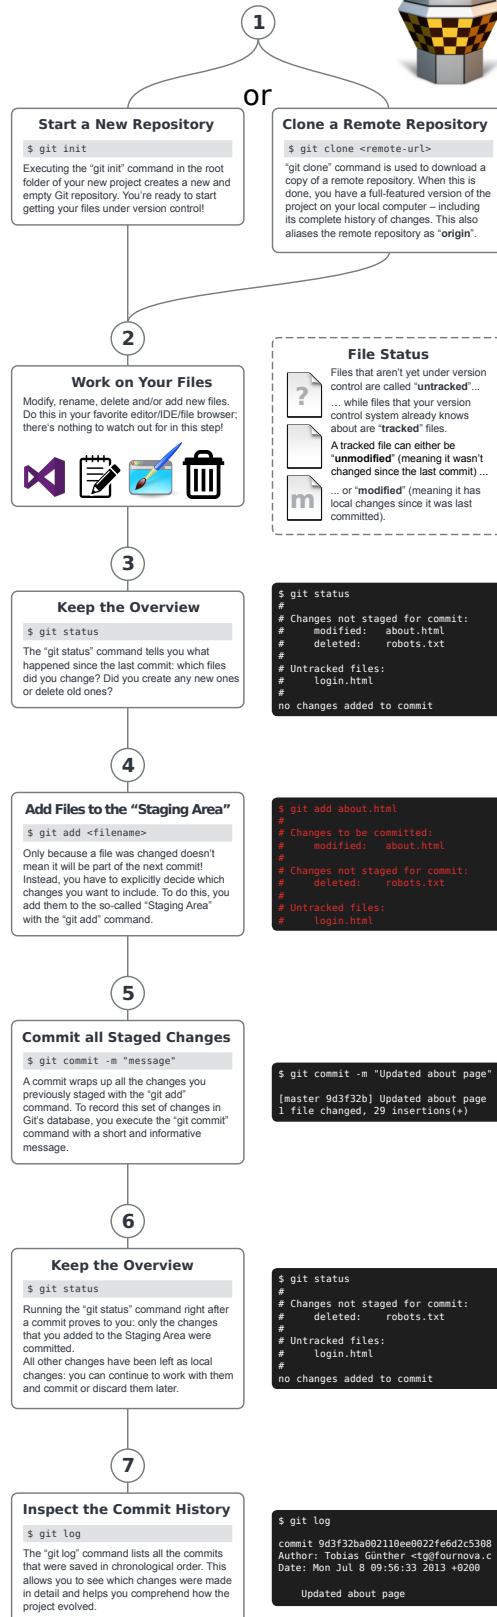 1
or
Start a New Repository
$ git init
Executing the “git init” command in the root
folder of your new project creates a new and
empty Git repository. You’re ready to start
getting your files under version control!
Clone a Remote Repository
$ git clone <remote-url>
“git clone” command is used to download a
copy of a remote repository. When this is
done, you have a full-featured version of the
project on your local computer – including
its complete history of changes. This also
aliases the remote repository as “origin”.
2
Work on Your Files
Modify, rename, delete and/or add new files.
Do this in your favorite editor/IDE/file browser;
there's nothing to watch out for in this step!
File Status
?
Files that aren’t yet under version
control are called “untracked”...
… while files that your version
control system already knows
about are “tracked” files.
A tracked file can either be
“unmodified” (meaning it wasn’t
changed since the last commit) ...
m
... or “modified” (meaning it has
local changes since it was last
committed).
3
Keep the Overview
$ git status
The “git status” command tells you what
happened since the last commit: which files
did you change? Did you create any new ones
or delete old ones?
$ git status
#
# Changes not staged for commit:
#     modified:   about.html
#     deleted:    robots.txt
#
# Untracked files:
#     login.html
#
no changes added to commit
4
Add Files to the “Staging Area”
$ git add <filename>
Only because a file was changed doesn’t
mean it will be part of the next commit!
Instead, you have to explicitly decide which
changes you want to include. To do this, you
add them to the so-called “Staging Area”
with the “git add” command.
$ git add about.html
#
# Changes to be committed:
#     modified:   about.html
#
# Changes not staged for commit:
#     deleted:    robots.txt
#
# Untracked files:
#     login.html
5
Commit all Staged Changes
$ git commit -m "message"
A commit wraps up all the changes you
previously staged with the “git add”
command. To record this set of changes in
Git’s database, you execute the “git commit”
command with a short and informative
message.
$ git commit -m "Updated about page"
[master 9d3f32b] Updated about page
1 file changed, 29 insertions(+)
6
Keep the Overview
$ git status
Running the “git status” command right after
a commit proves to you: only the changes
that you added to the Staging Area were
committed.
All other changes have been left as local
changes: you can continue to work with them
and commit or discard them later.
$ git status
#
# Changes not staged for commit:
#     deleted:    robots.txt
#
# Untracked files:
#     login.html
#
no changes added to commit
7
Inspect the Commit History
$ git log
The “git log” command lists all the commits
that were saved in chronological order. This
allows you to see which changes were made
in detail and helps you comprehend how the
project evolved.
$ git log
commit 9d3f32ba002110ee0022fe6d2c5308
Author: Tobias Günther <tg@fournova.c
Date: Mon Jul 8 09:56:33 2013 +0200
Updated about page